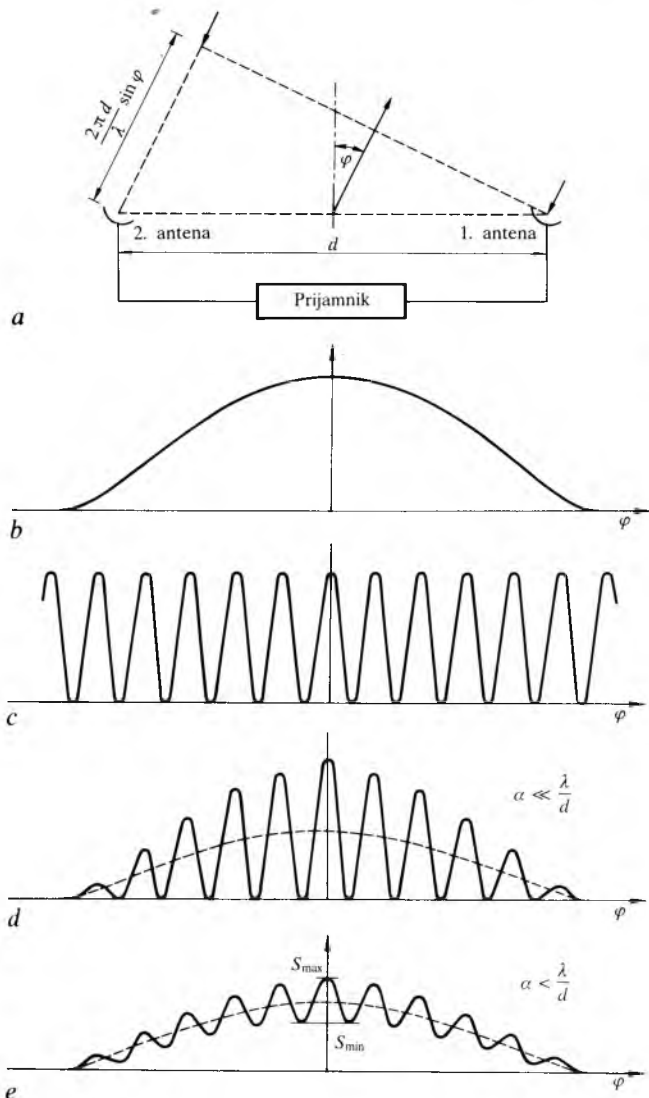 2πd/λ sin φ
φ
2. antena
1. antena
d
Prijamnik
a
φ
b
φ
c
α ≪ λ/d
φ
d
S_max
α < λ/d
S_min
φ
e